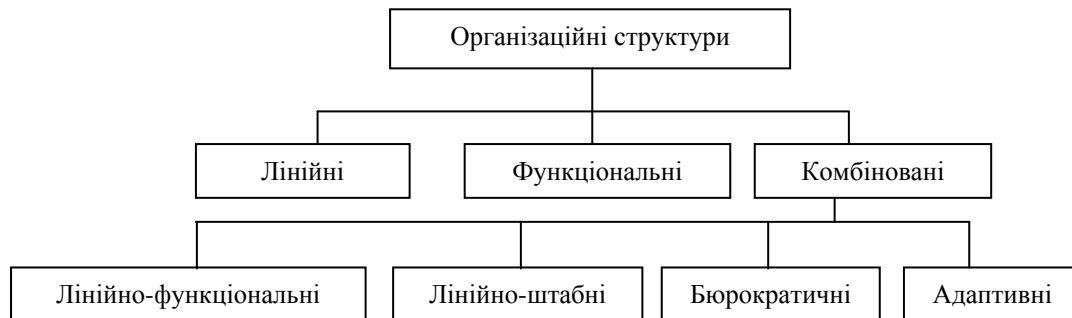 Організаційні структури
Лінійні
Функціональні
Комбіновані
Лінійно-функціональні
Лінійно-штабні
Бюрократичні
Адаптивні